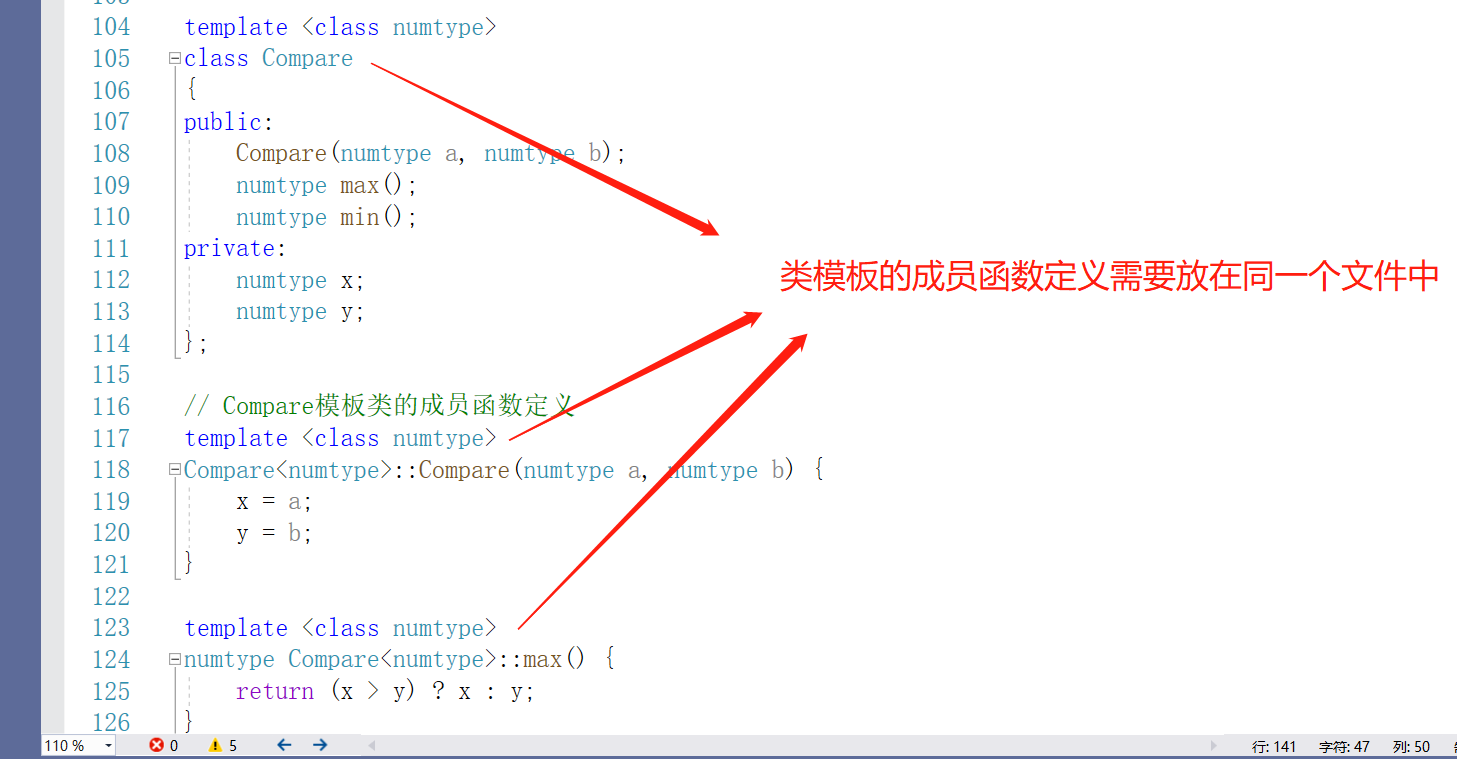 104 template <class numtype>
105 class Compare
106 {
107 public:
108 Compare(numtype a, numtype b);
109 numtype max();
110 numtype min();
111 private:
112 numtype x;
113 numtype y;
114 };
类模板的成员函数定义需要放在同一个文件中
115
116 // Compare模板类的成员函数定义
117 template <class numtype>
118 Compare<numtype>::Compare(numtype a, numtype b) {
119 x = a;
120 y = b;
121 }
122
123 template <class numtype>
124 numtype Compare<numtype>::max() {
125 return (x > y) ? x : y;
126 }
110 % 0 5 行: 141 字符: 47 列: 50